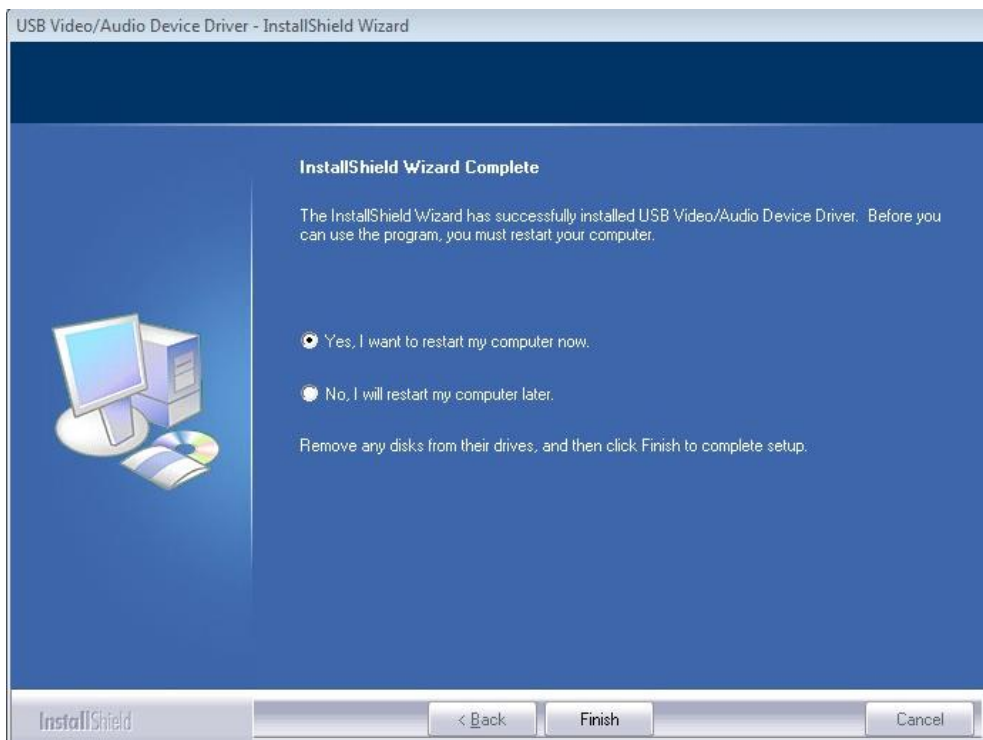 USB Video/Audio Device Driver - InstallShield Wizard
InstallShield Wizard Complete
The InstallShield Wizard has successfully installed USB Video/Audio Device Driver. Before you
can use the program, you must restart your computer.
Yes, I want to restart my computer now.
No, I will restart my computer later.
Remove any disks from their drives, and then click Finish to complete setup.
InstallShield
< Back
Finish
Cancel